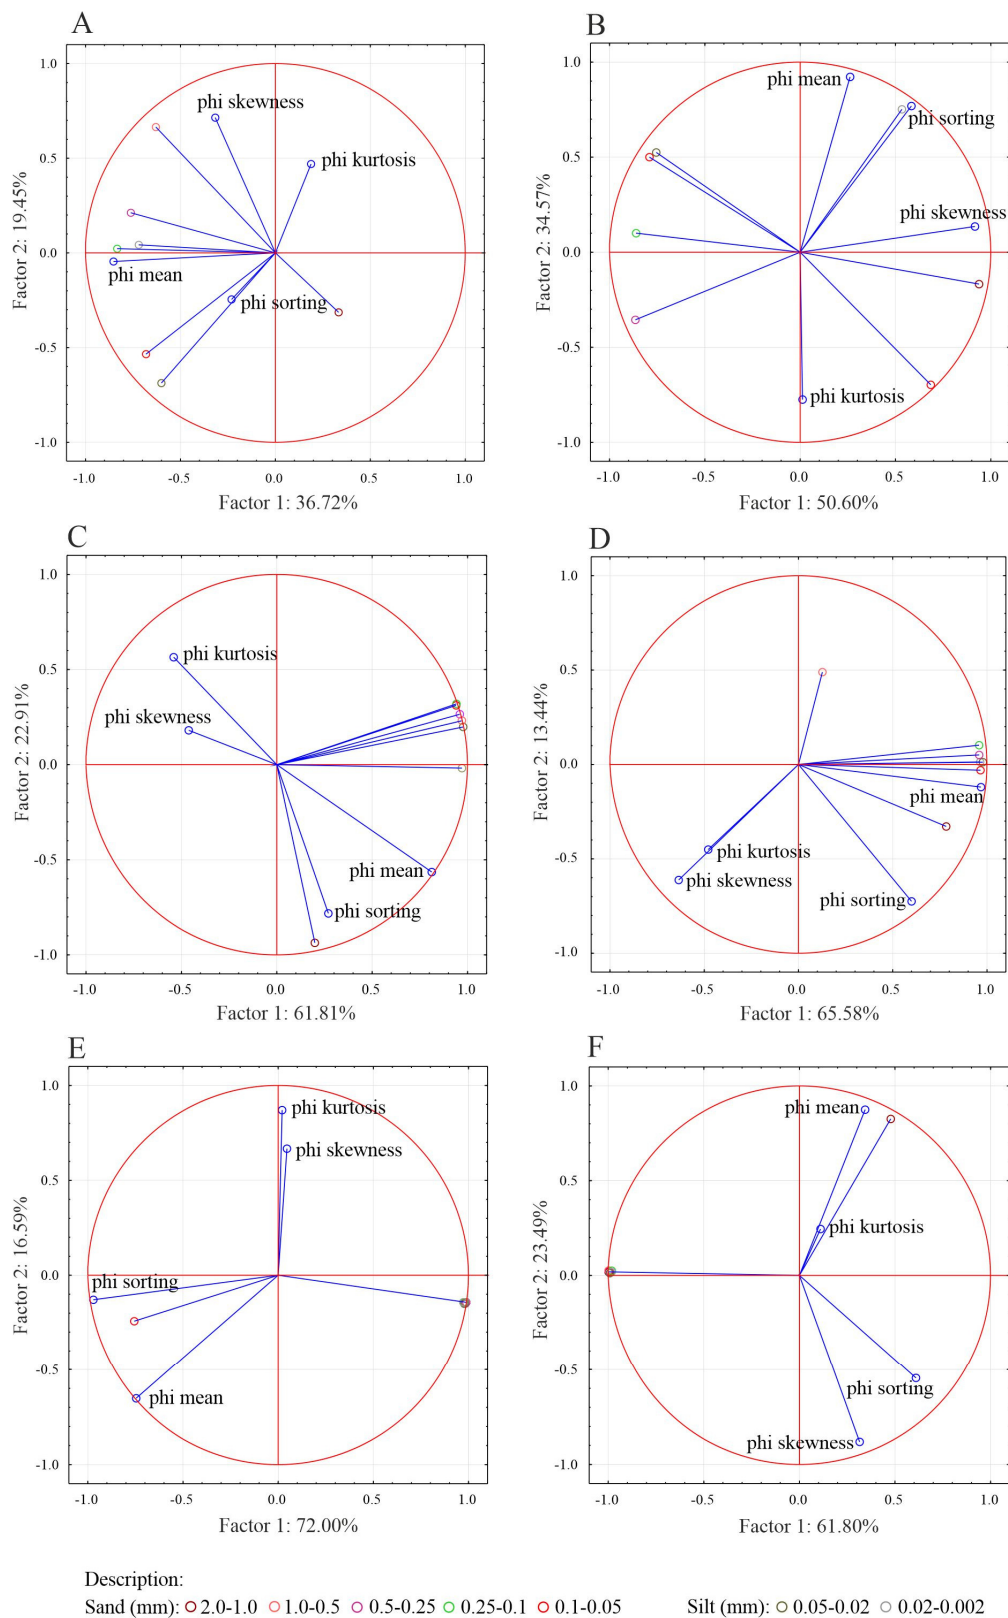 A
1.0
0.5
0.0
-0.5
-1.0
Factor 2: 19.45%
phi skewness
phi kurtosis
phi mean
phi sorting
-1.0 -0.5 0.0 0.5 1.0
Factor 1: 36.72%
B
1.0
0.5
0.0
-0.5
-1.0
Factor 2: 34.57%
phi mean
phi sorting
phi skewness
phi kurtosis
-1.0 -0.5 0.0 0.5 1.0
Factor 1: 50.60%
C
1.0
0.5
0.0
-0.5
-1.0
Factor 2: 22.91%
phi kurtosis
phi skewness
phi mean
phi sorting
-1.0 -0.5 0.0 0.5 1.0
Factor 1: 61.81%
D
1.0
0.5
0.0
-0.5
-1.0
Factor 2: 13.44%
phi mean
phi kurtosis
phi skewness
phi sorting
-1.0 -0.5 0.0 0.5 1.0
Factor 1: 65.58%
E
1.0
0.5
0.0
-0.5
-1.0
Factor 2: 16.59%
phi kurtosis
phi skewness
phi sorting
phi mean
-1.0 -0.5 0.0 0.5 1.0
Factor 1: 72.00%
F
1.0
0.5
0.0
-0.5
-1.0
Factor 2: 23.49%
phi mean
phi kurtosis
phi sorting
phi skewness
-1.0 -0.5 0.0 0.5 1.0
Factor 1: 61.80%
Description:
Sand (mm): 2.0-1.0 1.0-0.5 0.5-0.25 0.25-0.1 0.1-0.05 Silt (mm): 0.05-0.02 0.02-0.002